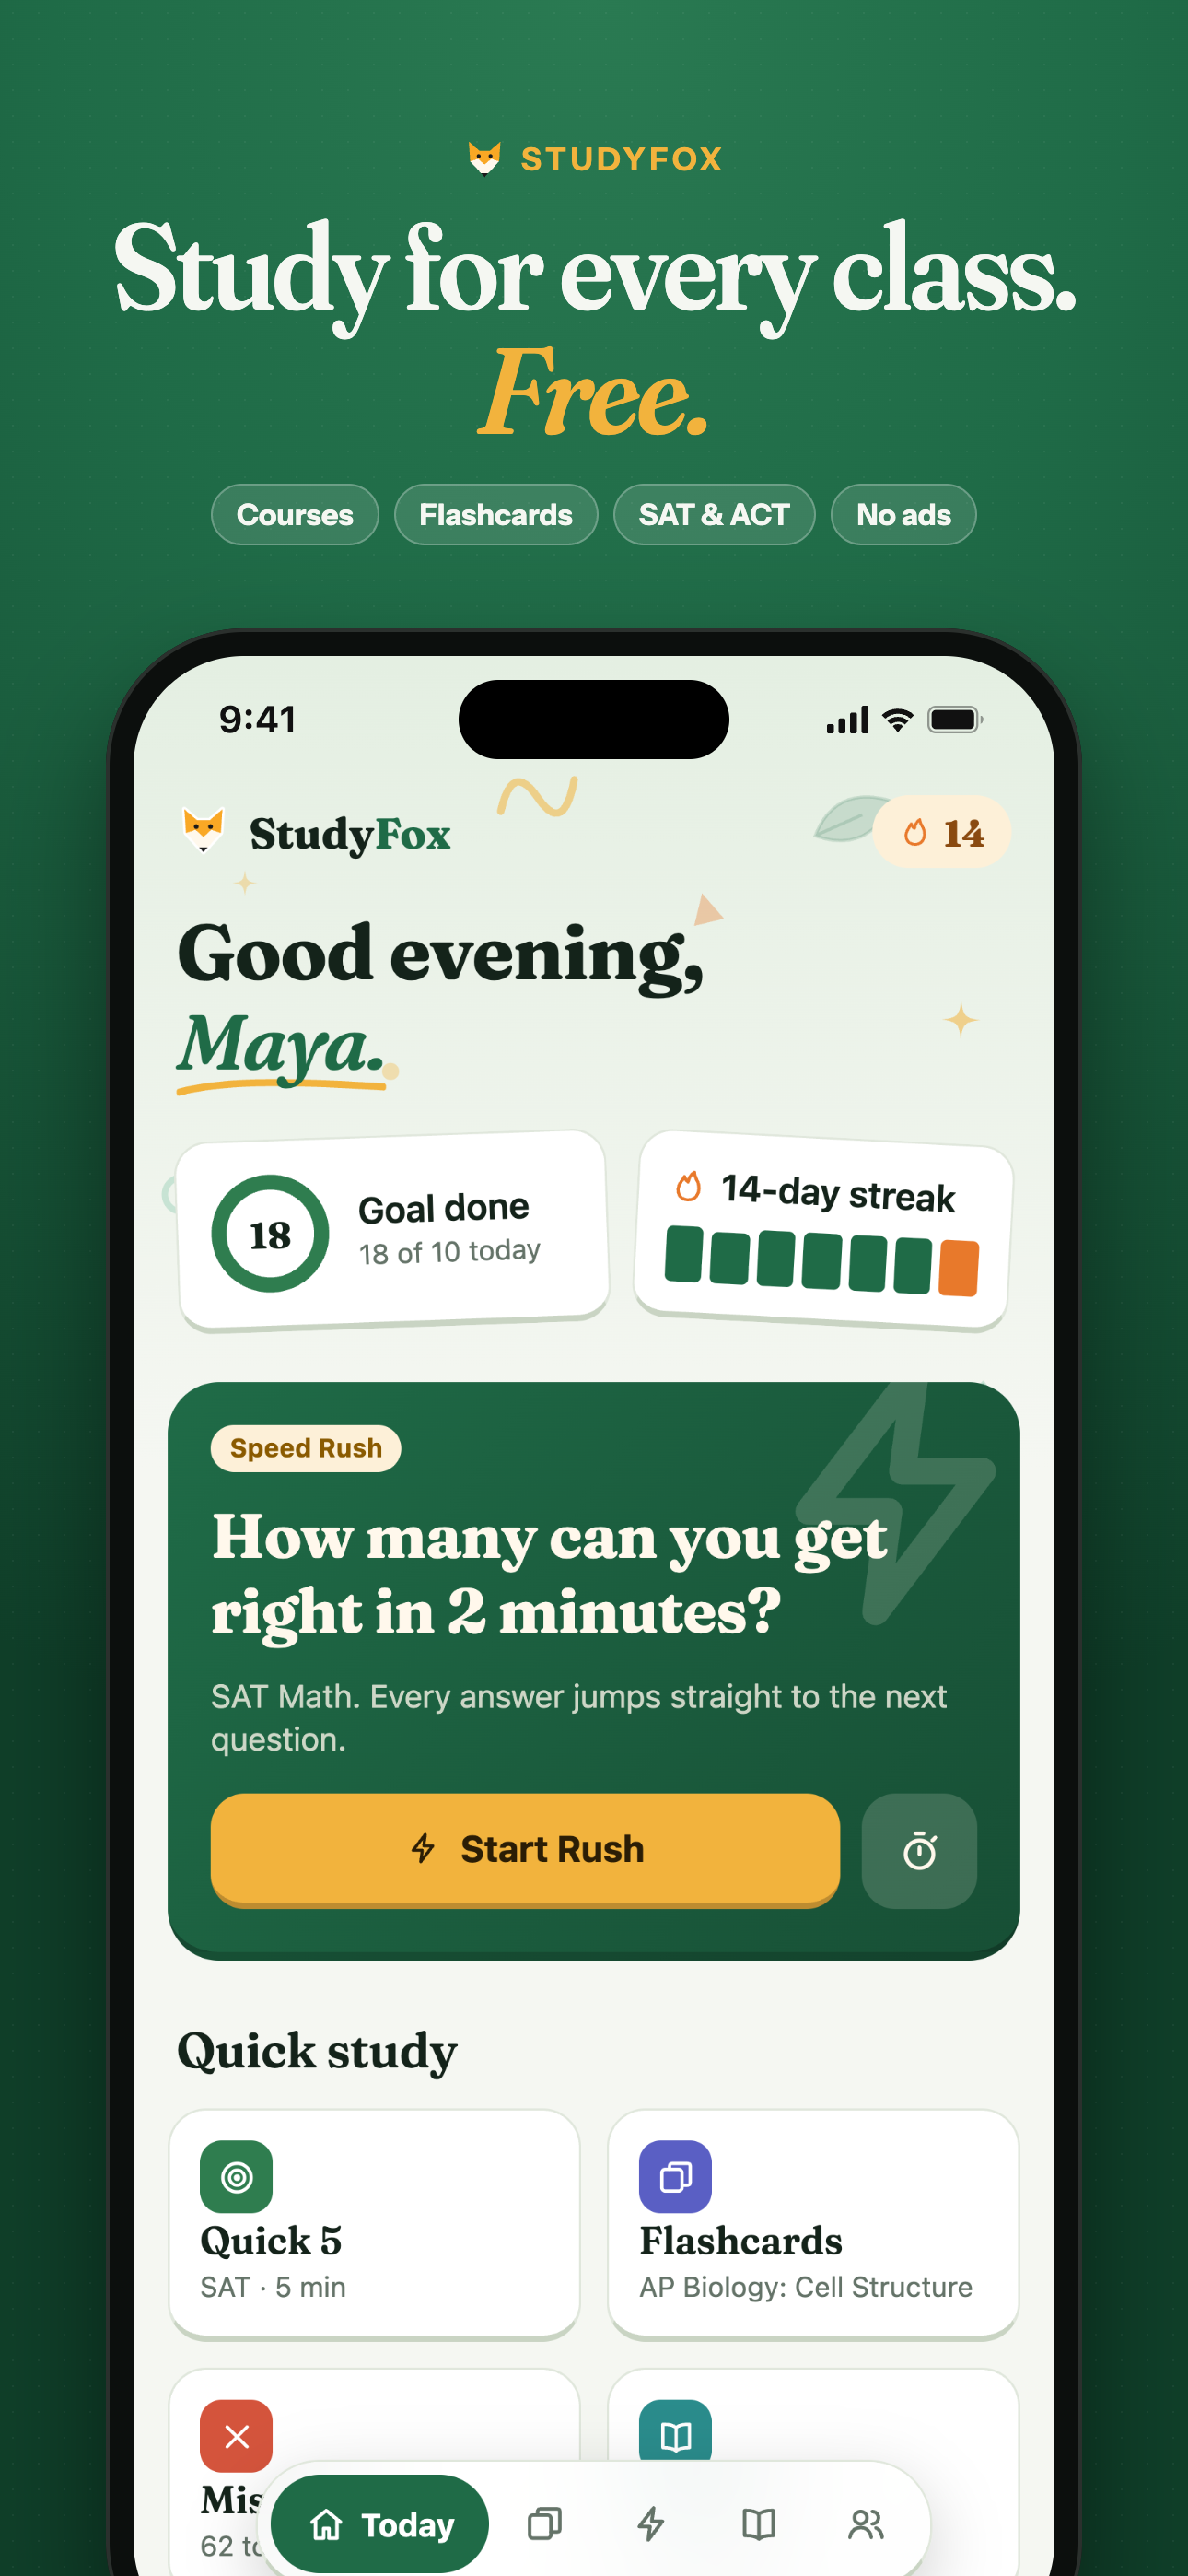 STUDYFOX
Study for every class.
Free.
Courses
Flashcards
SAT & ACT
No ads
9:41
StudyFox
14
Good evening,
Maya.
18
Goal done
18 of 10 today
14-day streak
Speed Rush
How many can you get
right in 2 minutes?
SAT Math. Every answer jumps straight to the next
question.
Start Rush
Quick study
Quick 5
SAT · 5 min
Flashcards
AP Biology: Cell Structure
62
Today